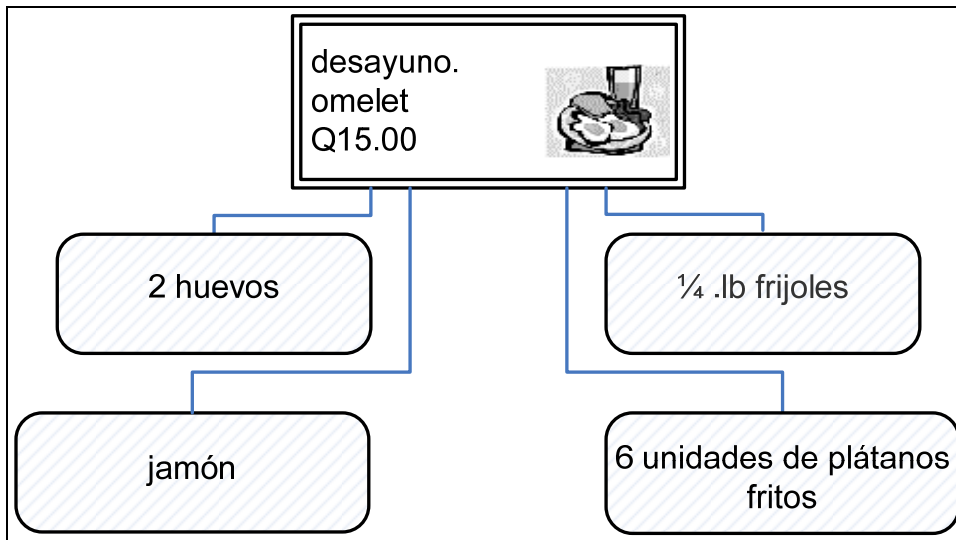 desayuno.
omelet
Q15.00
2 huevos
¼ .lb frijoles
jamón
6 unidades de plátanos
fritos